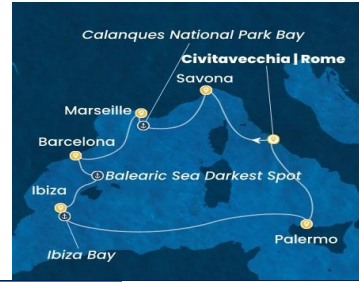 Calanques National Park Bay
Civitavecchia | Rome
Savona
Marseille
Barcelona
Balearic Sea Darkest Spot
Ibiza
Palermo
Ibiza Bay